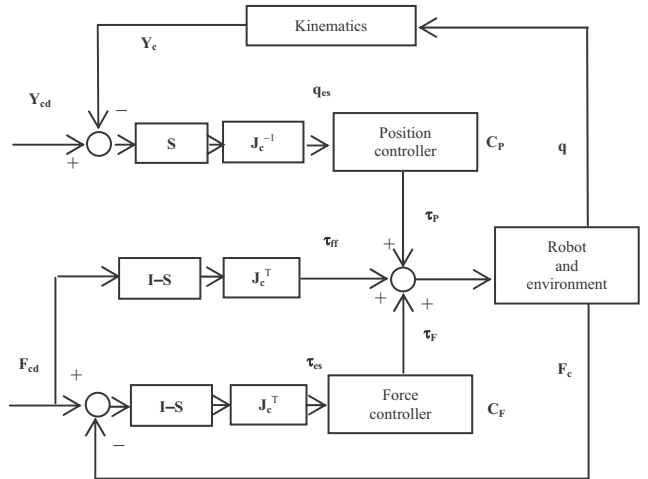 Kinematics
Y_c
Y_cd
−
q_es
+
S
J_c^−1
Position
controller
C_P
q
τ_P
τ_ff
+
Robot
and
environment
I−S
J_c^T
+
+
τ_F
F_cd
+
τ_es
F_c
I−S
J_c^T
Force
controller
C_F
−